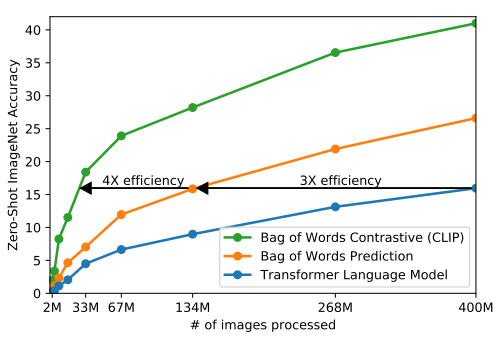 40
35
30
25
20
15
10
5
0
Zero-Shot ImageNet Accuracy
4X efficiency
3X efficiency
Bag of Words Contrastive (CLIP)
Bag of Words Prediction
Transformer Language Model
2M 33M 67M 134M 268M 400M
# of images processed